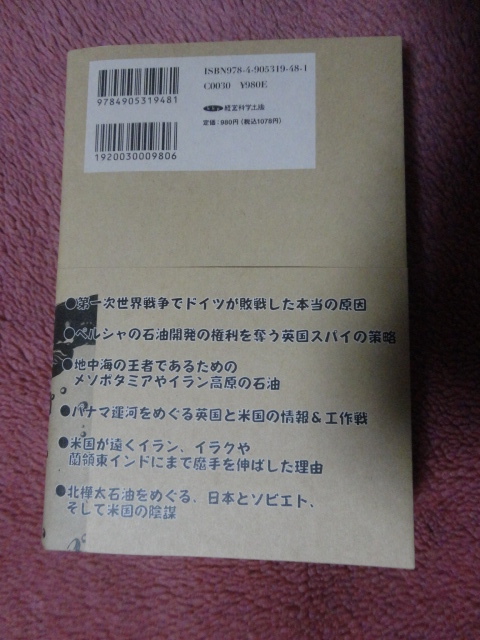 ISBN978-4-905319-48-1
C0030 ¥980E
9784905319481
経営科学出版
定価:980円(税込1078円)
1920030009806
●第一次世界戦争でドイツが敗戦した本当の原因
●ペルシャの石油開発の権利を奪う英国スパイの策略
●地中海の王者であるための
メソポタミアやイラン高原の石油
●パナマ運河をめぐる英国と米国の情報&工作戦
●米国が遠くイラン、イラクや
蘭領東インドにまで魔手を伸ばした理由
●北樺太石油をめぐる、日本とソビエト、
そして米国の陰謀